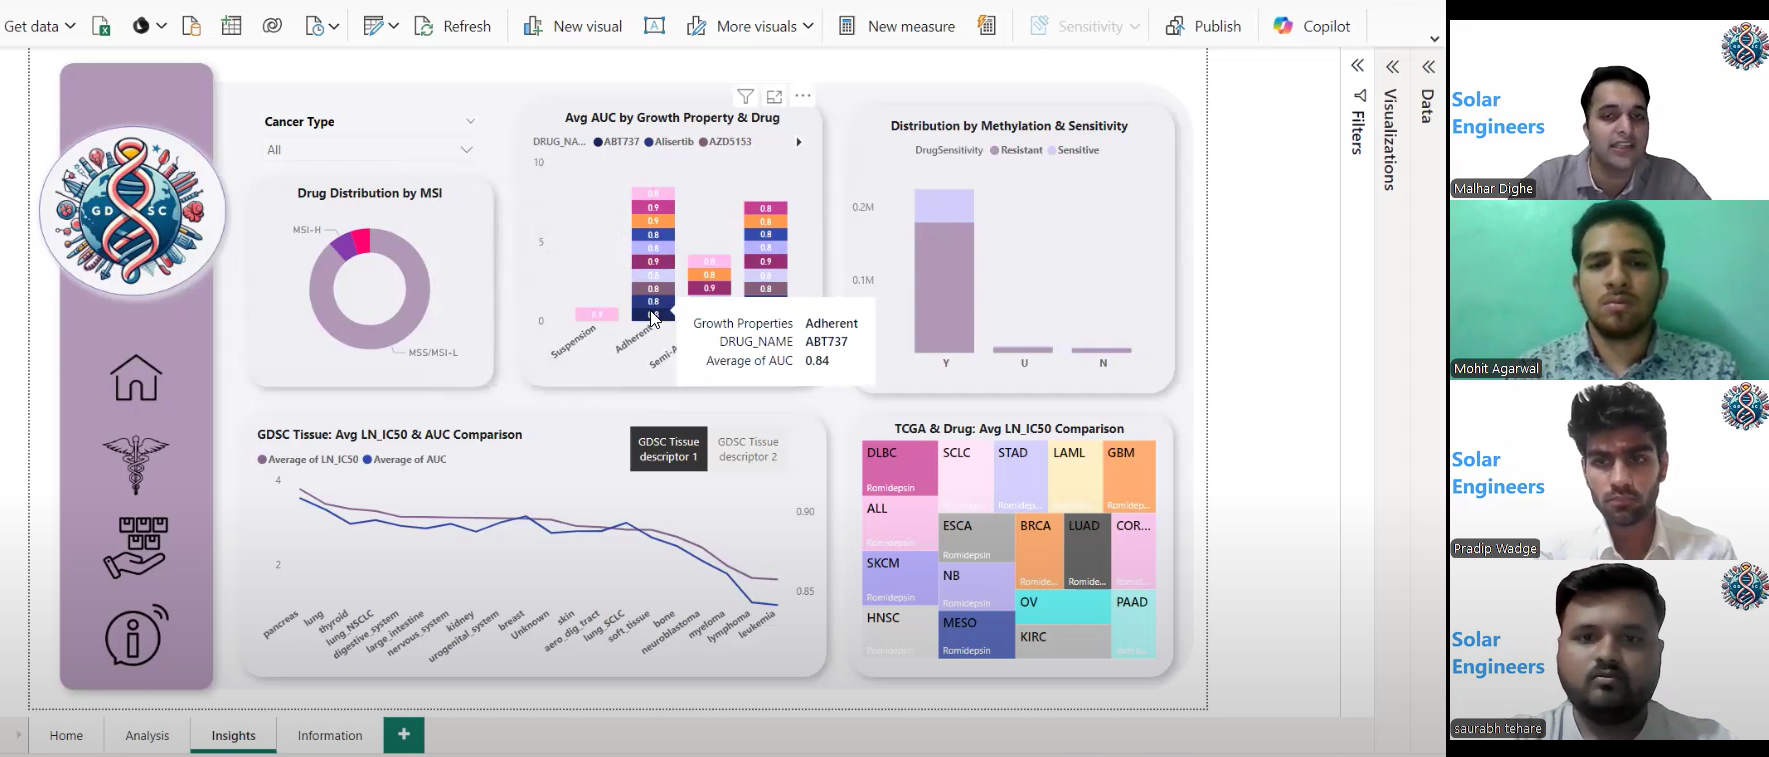 Get data
Refresh
New visual
More visuals
New measure
Sensitivity
Publish
Copilot
Filters
Visualizations
Data
GDSC
Cancer Type
All
Drug Distribution by MSI
MSI-H
MSS/MSI-L
Avg AUC by Growth Property & Drug
DRUG_NA... ABT737 Alisertib AZD5153
10
5
0
0.9
0.8
0.9
0.9
0.8
0.8
0.9
0.8
0.8
0.8
0.8
0.8
0.9
0.8
0.8
0.8
0.9
0.8
0.8
Suspension
Adherent
Semi-A
Growth Properties Adherent
DRUG_NAME ABT737
Average of AUC 0.84
Distribution by Methylation & Sensitivity
DrugSensitivity Resistant Sensitive
0.2M
0.1M
Y U N
GDSC Tissue: Avg LN_IC50 & AUC Comparison
Average of LN_IC50 Average of AUC
GDSC Tissue descriptor 1
GDSC Tissue descriptor 2
4
2
0.90
0.85
pancreas
lung
thyroid
lung_NSCLC
digestive_system
large_intestine
nervous_system
kidney
urogenital_system
breast
Unknown
skin
aero_dig_tract
lung_SCLC
soft_tissue
bone
neuroblastoma
myeloma
lymphoma
leukemia
TCGA & Drug: Avg LN_IC50 Comparison
DLBC
Romidepsin
ALL
SKCM
Romidepsin
HNSC
SCLC
STAD
LAML
GBM
Romidep...
ESCA
Romidepsin
NB
Romidepsin
MESO
Romidepsin
BRCA
Romide...
LUAD
Romide...
COR...
OV
KIRC
PAAD
Home
Analysis
Insights
Information
+
Solar
Engineers
Malhar Dighe
Mohit Agarwal
Solar
Engineers
Pradip Wadge
Solar
Engineers
saurabh tehare